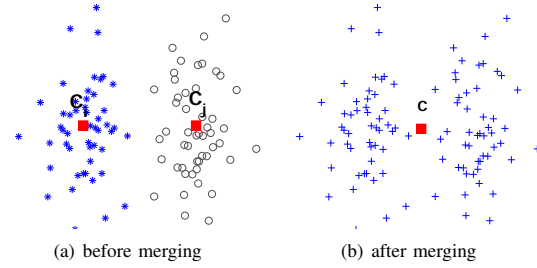 C_i
C_j
c
(a) before merging
(b) after merging